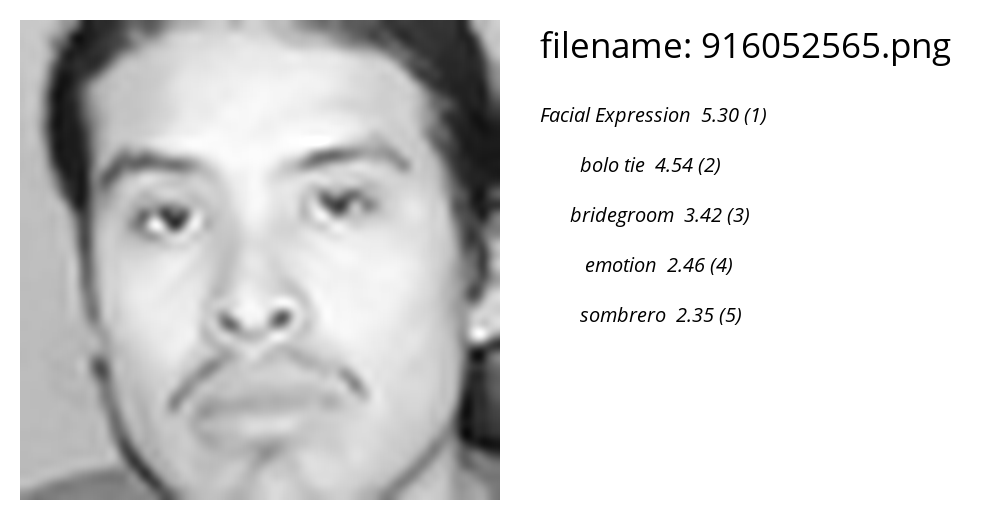 filename: 916052565.png
Facial Expression 5.30 (1)
bolo tie 4.54 (2)
bridegroom 3.42 (3)
emotion 2.46 (4)
sombrero 2.35 (5)